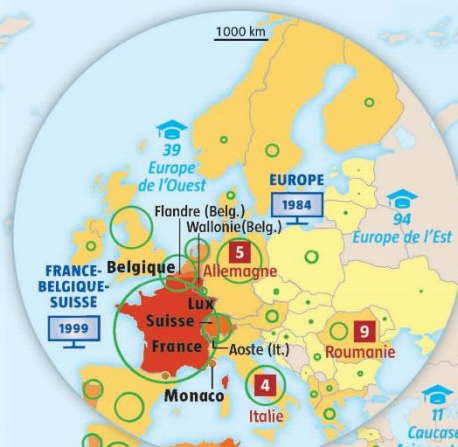 1000 km
39
Europe
de l'Ouest
EUROPE
1984
94
Europe de l'Est
Flandre (Belg.)
Wallonie(Belg.)
5
Allemagne
FRANCE-
BELGIQUE-
SUISSE
1999
Belgique
Lux
Suisse
France
Aoste (It.)
9
Roumanie
Monaco
4
Italie
11